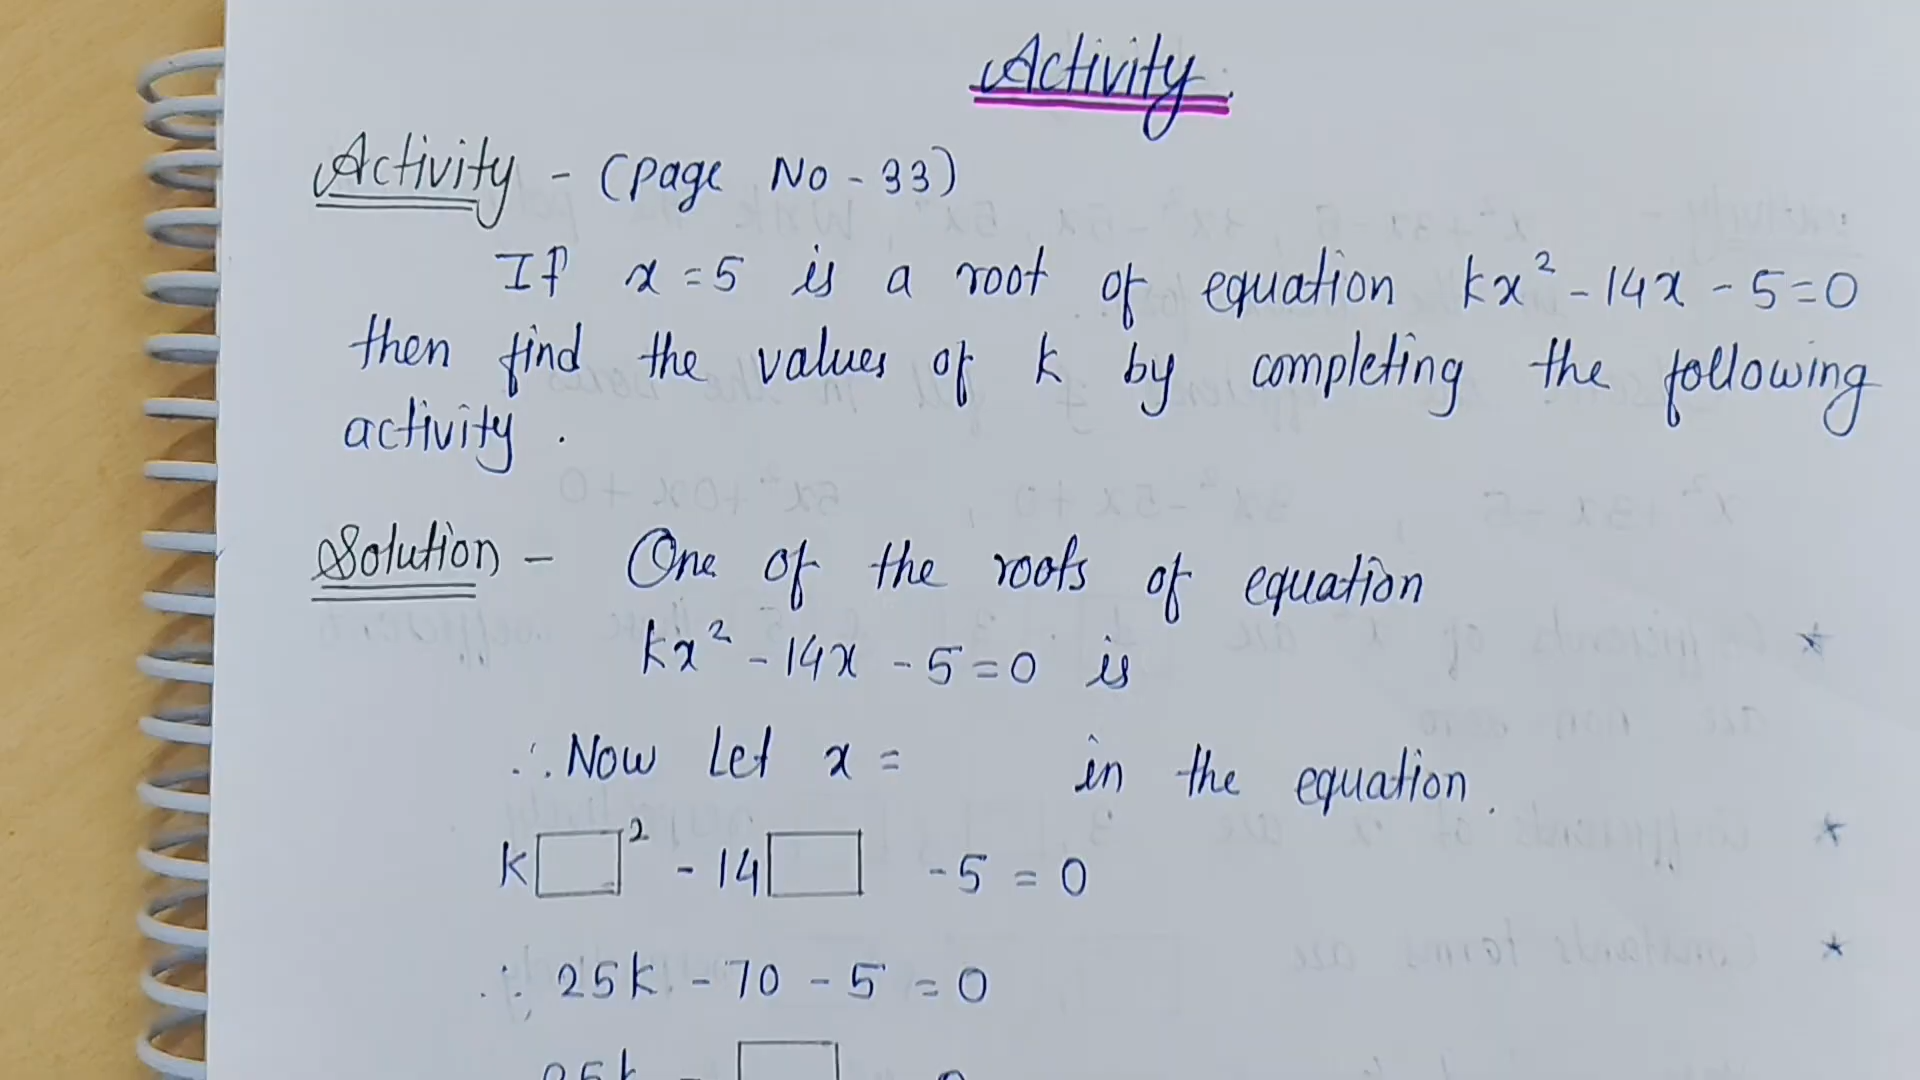 Activity.
Activity - (Page No - 33)
If x = 5 is a root of equation kx² - 14x - 5 = 0
then find the values of k by completing the following
activity.
Solution - One of the roots of equation
kx² - 14x - 5 = 0 is
∴ Now Let x = in the equation.
k□² - 14□ - 5 = 0
∴ 25k - 70 - 5 = 0
25k - □ = 0